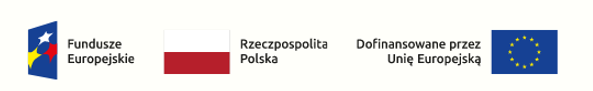 Fundusze
Europejskie
Rzeczpospolita
Polska
Dofinansowane przez
Unię Europejską